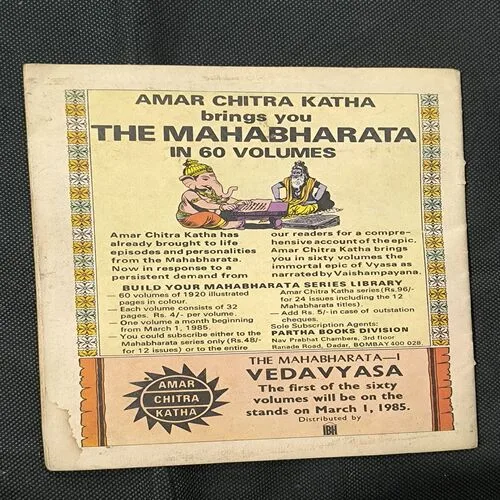 AMAR CHITRA KATHA
brings you
THE MAHABHARATA
IN 60 VOLUMES
Amar Chitra Katha has
already brought to life
episodes and personalities
from the Mahabharata.
Now in response to a
persistent demand from
our readers for a compre-
hensive account of the epic.
Amar Chitra Katha brings
you in sixty volumes the
immortal epic of Vyasa as
narrated by Vaishampayana.
BUILD YOUR MAHABHARATA SERIES LIBRARY
— 60 volumes of 1920 illustrated
pages in colour.
— Each volume consists of 32
pages. Rs. 4/- per volume.
— One volume a month beginning
from March 1, 1985.
— You could subscribe either to the
Mahabharata series only (Rs.48/-
for 12 issues) or to the entire
Amar Chitra Katha series (Rs.96/-
for 24 issues including the 12
Mahabharata titles).
— Add Rs. 5/- in case of outstation
cheques.
Sole Subscription Agents:
PARTHA BOOKS DIVISION
Nav Prabhat Chambers, 3rd floor
Ranade Road, Dadar, BOMBAY 400 028.
AMAR
CHITRA
KATHA
THE MAHABHARATA—I
VEDAVYASA
The first of the sixty
volumes will be on the
stands on March 1, 1985.
Distributed by
IBH